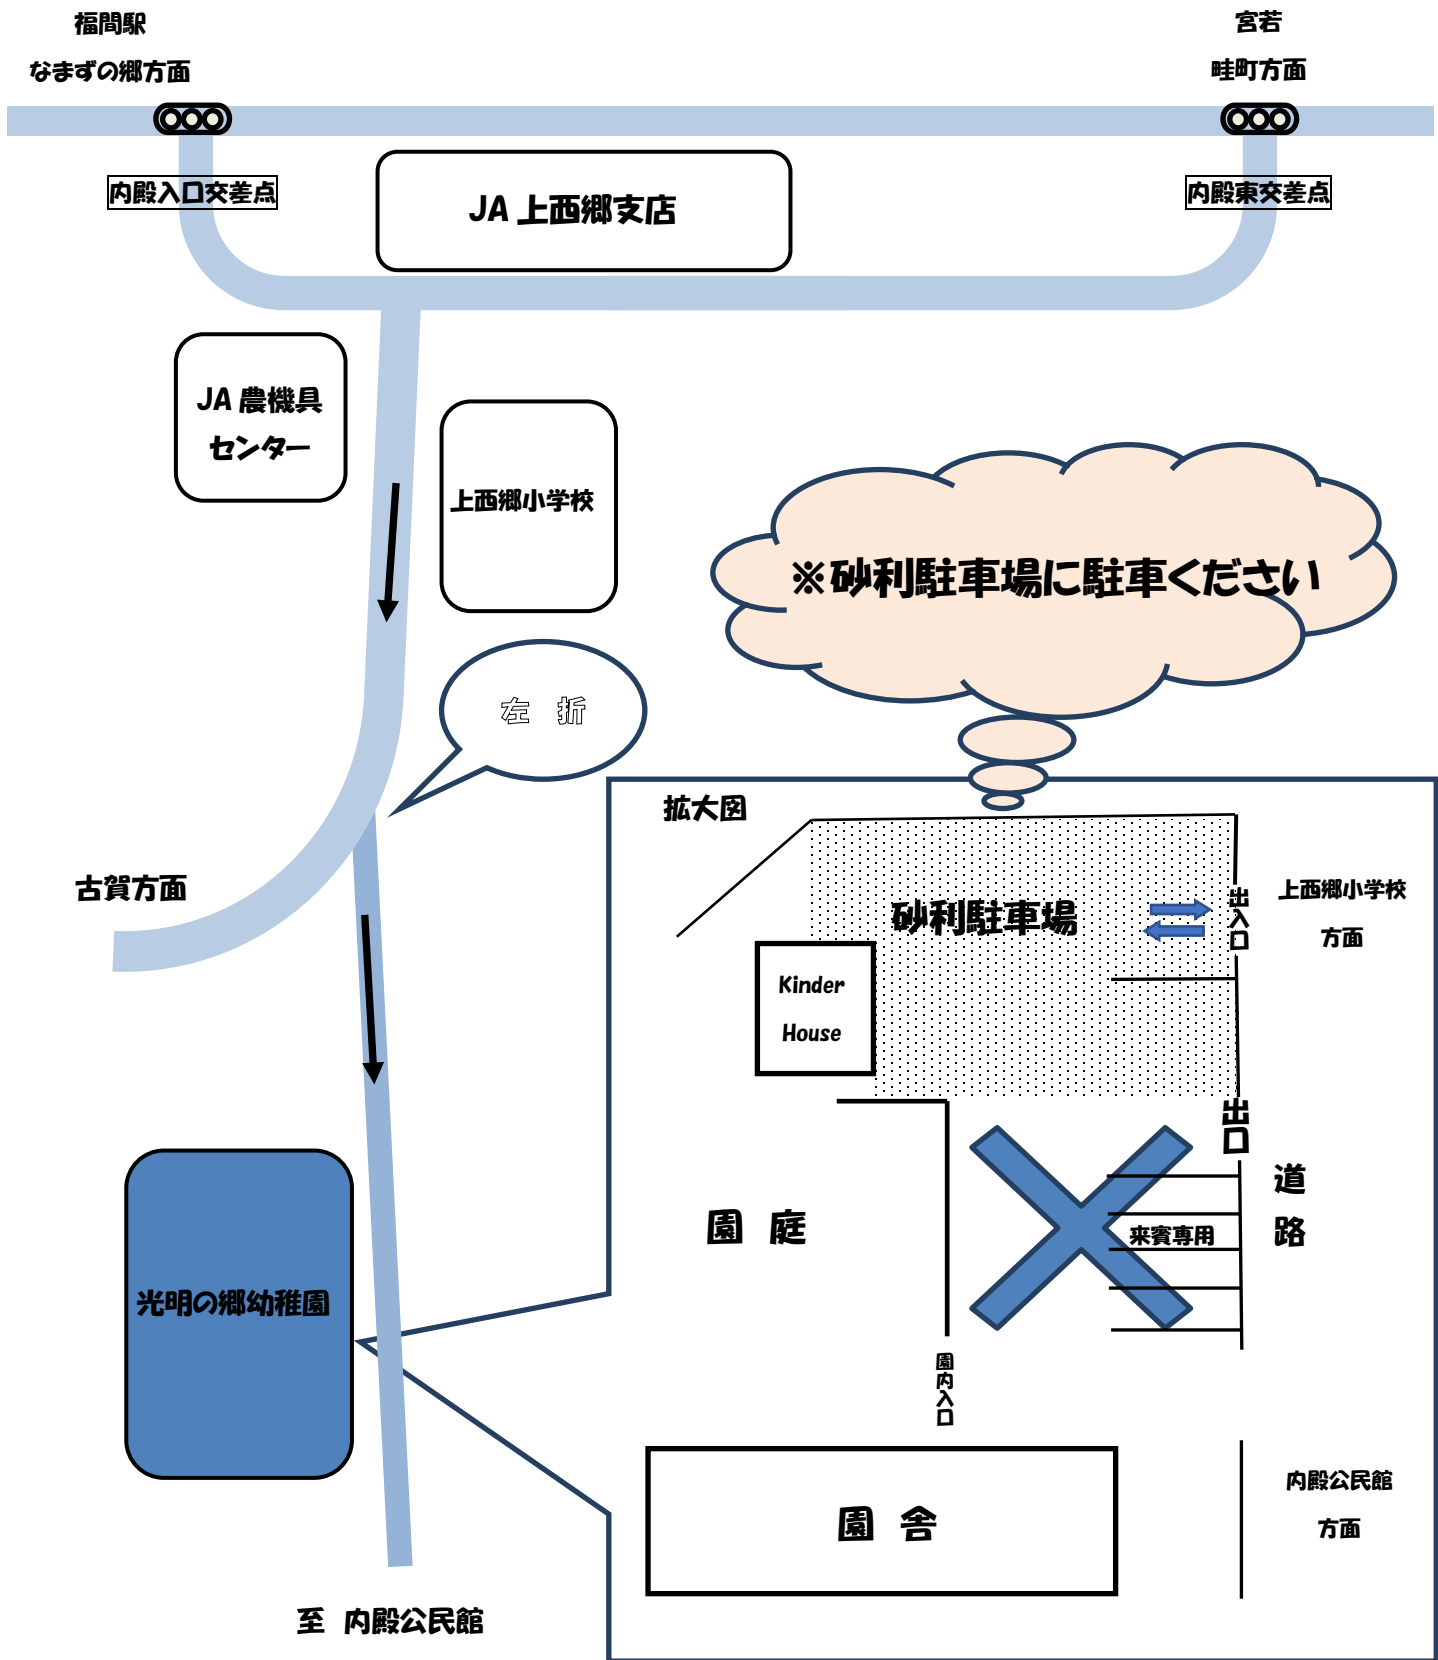 福間駅
なまずの郷方面
宮若
畦町方面
内殿入口交差点
JA 上西郷支店
内殿東交差点
JA 農機具
センター
上西郷小学校
※砂利駐車場に駐車ください
左 折
拡大図
古賀方面
砂利駐車場
出入口
上西郷小学校
方面
Kinder
House
出口
道路
園 庭
来賓専用
光明の郷幼稚園
園内入口
園 舎
内殿公民館
方面
至 内殿公民館